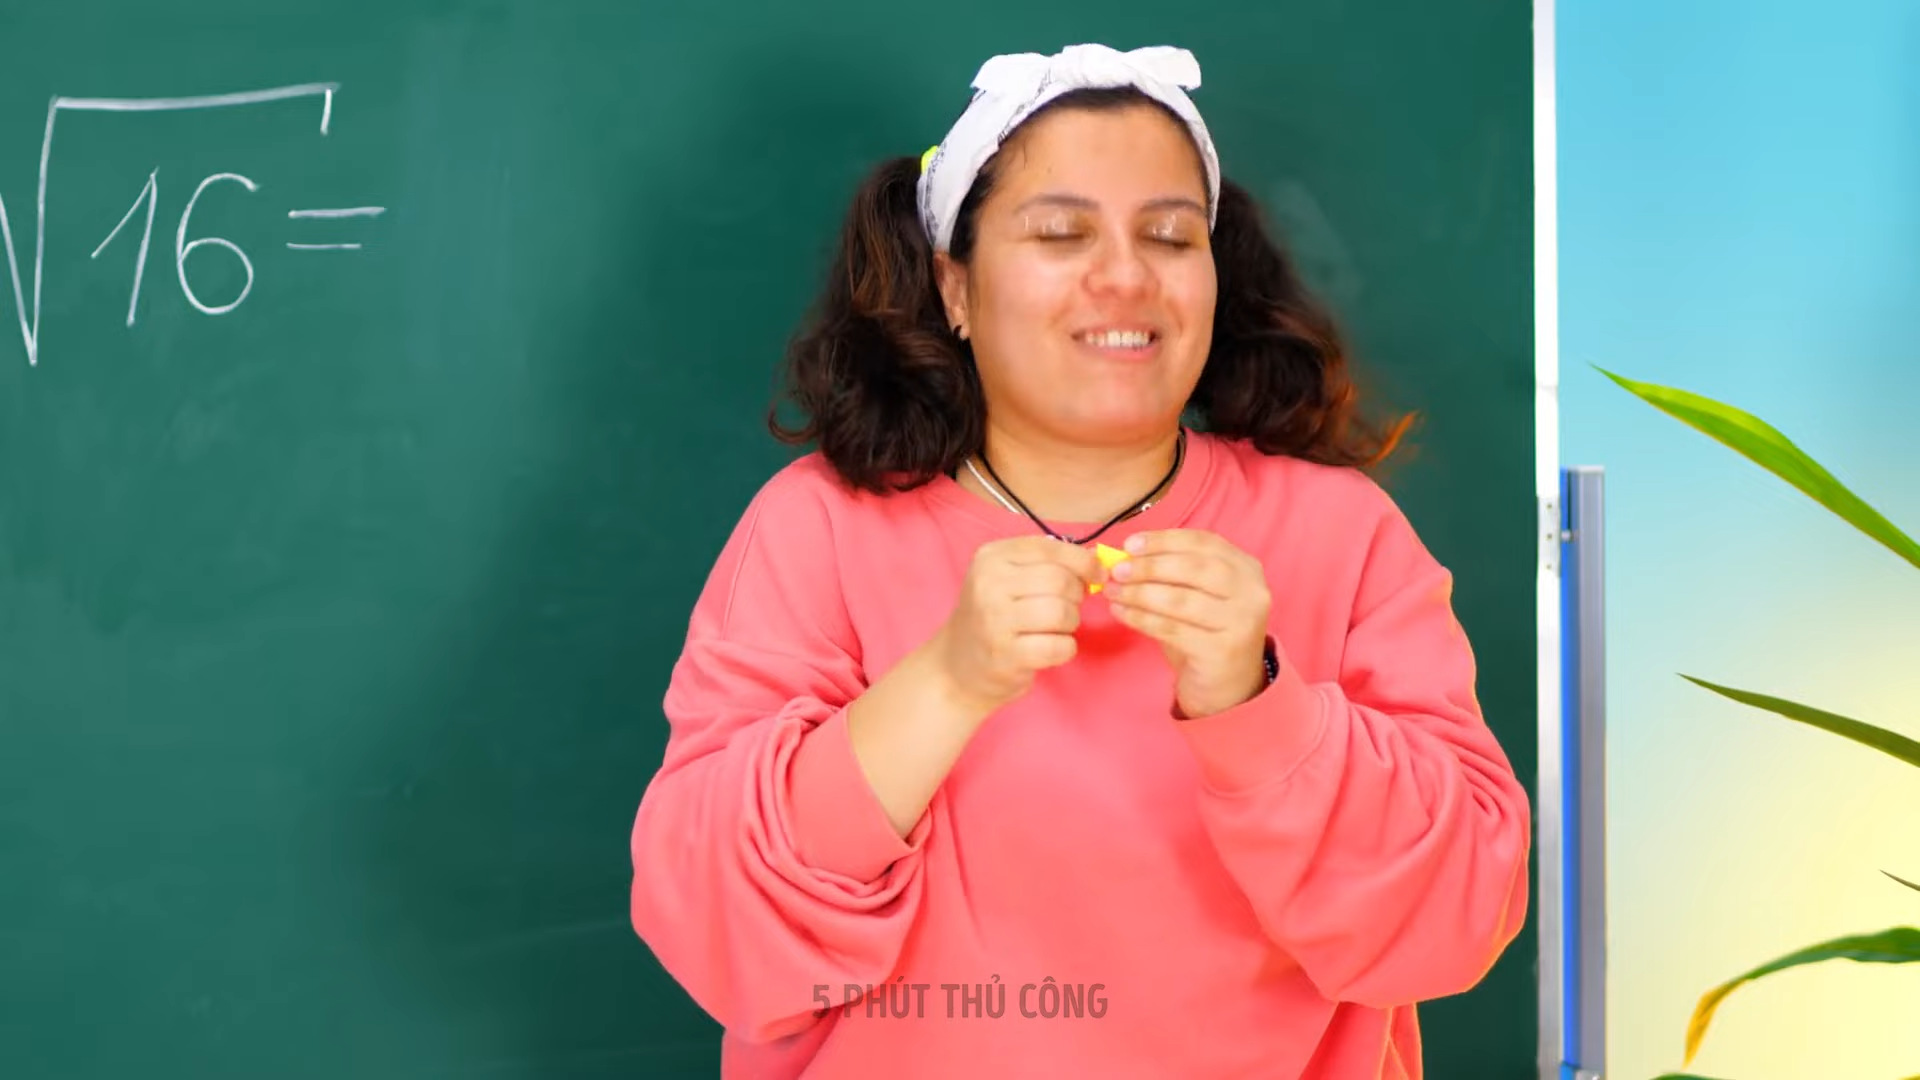 √16=
5 PHÚT THỦ CÔNG